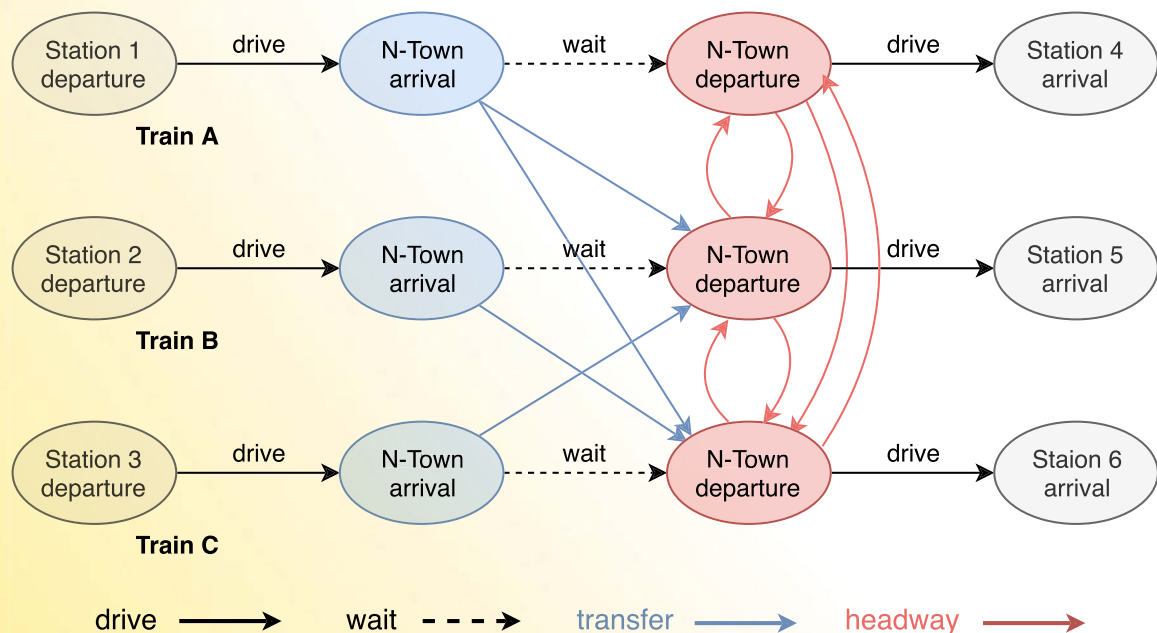 Station 1
departure
drive
N-Town
arrival
wait
N-Town
departure
drive
Station 4
arrival
Train A
Station 2
departure
drive
N-Town
arrival
wait
N-Town
departure
drive
Station 5
arrival
Train B
Station 3
departure
drive
N-Town
arrival
wait
N-Town
departure
drive
Staion 6
arrival
Train C
drive
wait
transfer
headway